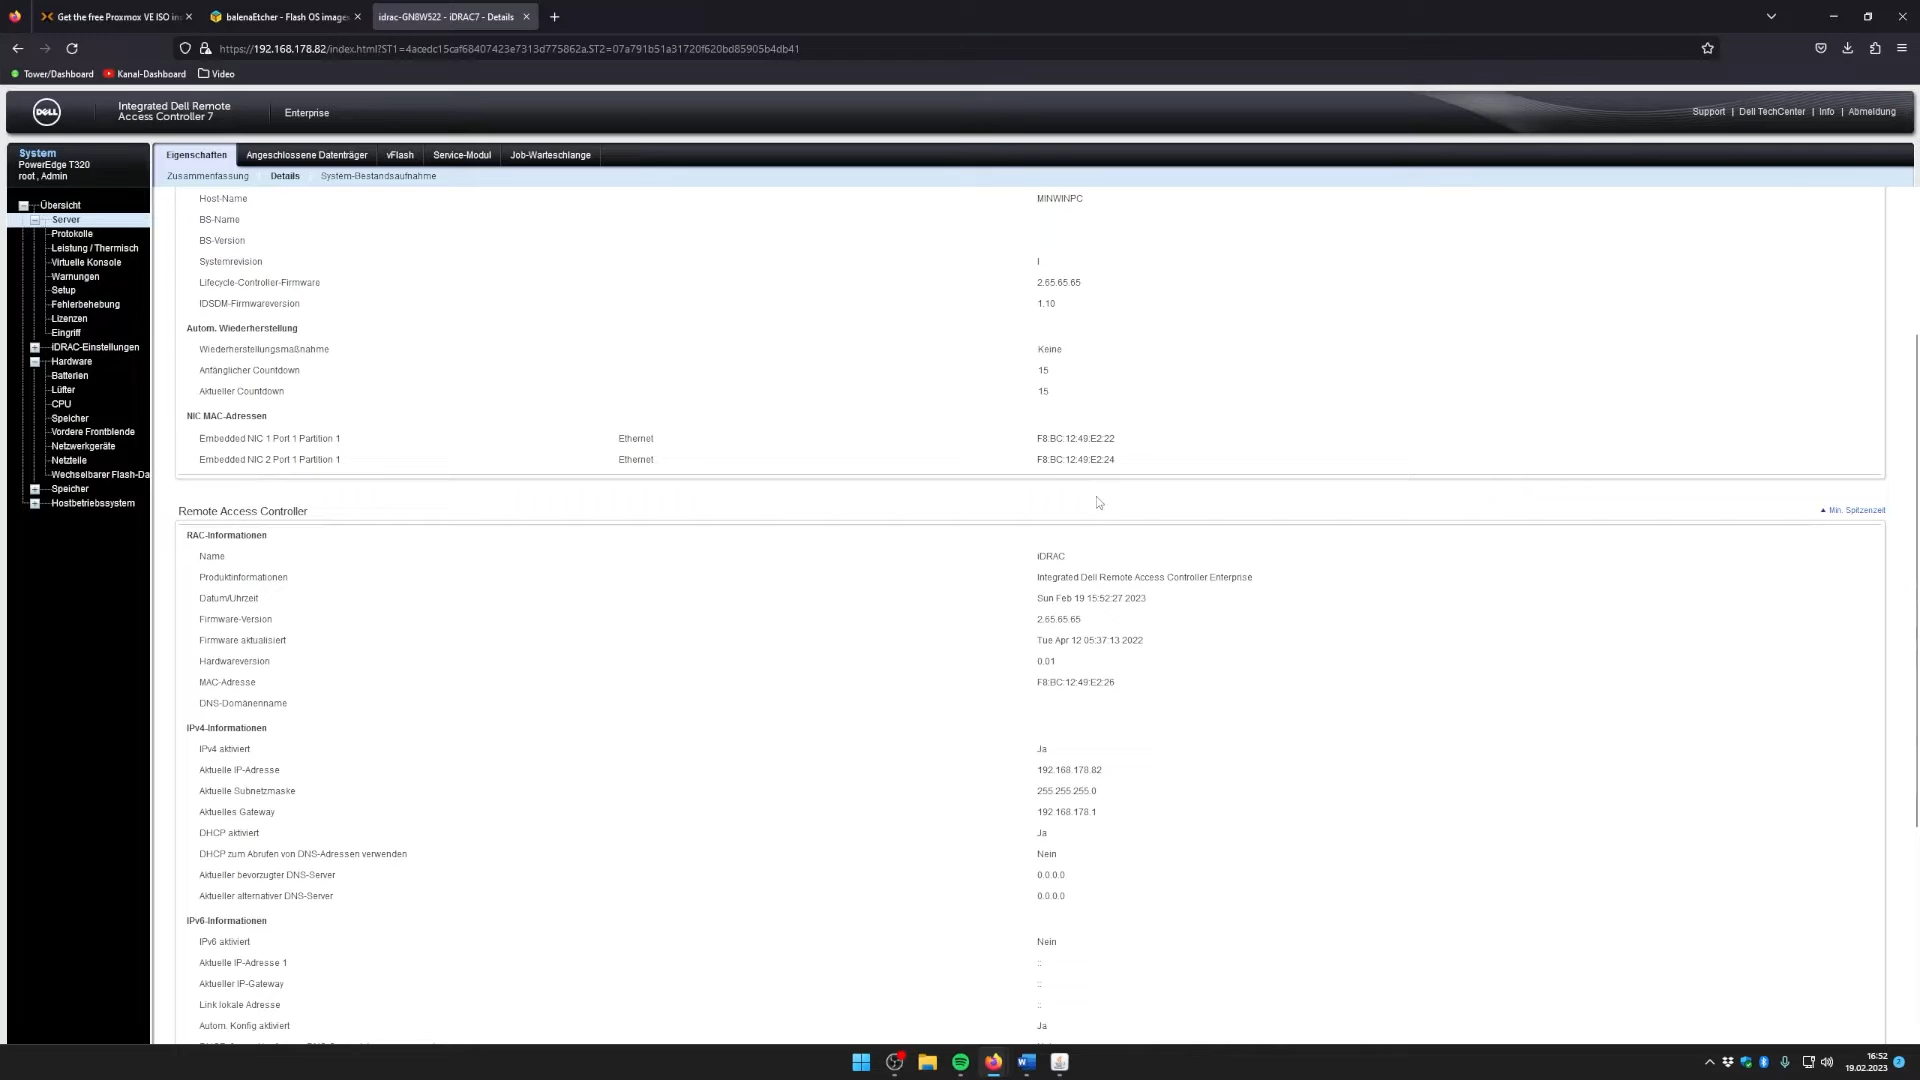 Get the free Proxmox VE ISO in
balenaEtcher - Flash OS image
idrac-GN8W522 - iDRAC7 - Details
https://192.168.178.82/index.html?ST1=4acedc15caf68407423e7313d775862a,ST2=07a791b51a31720f620bd85905b4db41
Tower/Dashboard
Kanal-Dashboard
Video
DELL
Integrated Dell Remote
Access Controller 7
Enterprise
Support | Dell TechCenter | Info | Abmeldung
System
PowerEdge T320
root , Admin
Eigenschaften
Angeschlossene Datenträger
vFlash
Service-Modul
Job-Warteschlange
Zusammenfassung
Details
System-Bestandsaufnahme
Übersicht
Server
Protokolle
Leistung / Thermisch
Virtuelle Konsole
Warnungen
Setup
Fehlerbehebung
Lizenzen
Eingriff
iDRAC-Einstellungen
Hardware
Batterien
Lüfter
CPU
Speicher
Vordere Frontblende
Netzwerkgeräte
Netzteile
Wechselbarer Flash-Da
Speicher
Hostbetriebssystem
Host-Name MINWINPC
BS-Name
BS-Version
Systemrevision I
Lifecycle-Controller-Firmware 2.65.65.65
IDSDM-Firmwareversion 1.10
Autom. Wiederherstellung
Wiederherstellungsmaßnahme Keine
Anfänglicher Countdown 15
Aktueller Countdown 15
NIC MAC-Adressen
Embedded NIC 1 Port 1 Partition 1 Ethernet F8:BC:12:49:E2:22
Embedded NIC 2 Port 1 Partition 1 Ethernet F8:BC:12:49:E2:24
Remote Access Controller
Min. Spitzenzeit
RAC-Informationen
Name iDRAC
Produktinformationen Integrated Dell Remote Access Controller Enterprise
Datum/Uhrzeit Sun Feb 19 15:52:27 2023
Firmware-Version 2.65.65.65
Firmware aktualisiert Tue Apr 12 05:37:13 2022
Hardwareversion 0.01
MAC-Adresse F8:BC:12:49:E2:26
DNS-Domänenname
IPv4-Informationen
IPv4 aktiviert Ja
Aktuelle IP-Adresse 192.168.178.82
Aktuelle Subnetzmaske 255.255.255.0
Aktuelles Gateway 192.168.178.1
DHCP aktiviert Ja
DHCP zum Abrufen von DNS-Adressen verwenden Nein
Aktueller bevorzugter DNS-Server 0.0.0.0
Aktueller alternativer DNS-Server 0.0.0.0
IPv6-Informationen
IPv6 aktiviert Nein
Aktuelle IP-Adresse 1 ::
Aktueller IP-Gateway ::
Link lokale Adresse ::
Autom. Konfig aktiviert Ja
16:52
19.02.2023